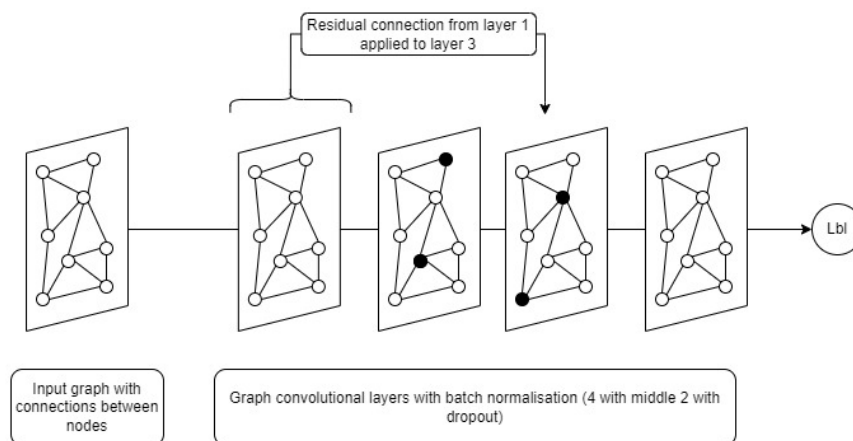 Residual connection from layer 1
applied to layer 3
Lbl
Input graph with
connections between
nodes
Graph convolutional layers with batch normalisation (4 with middle 2 with
dropout)